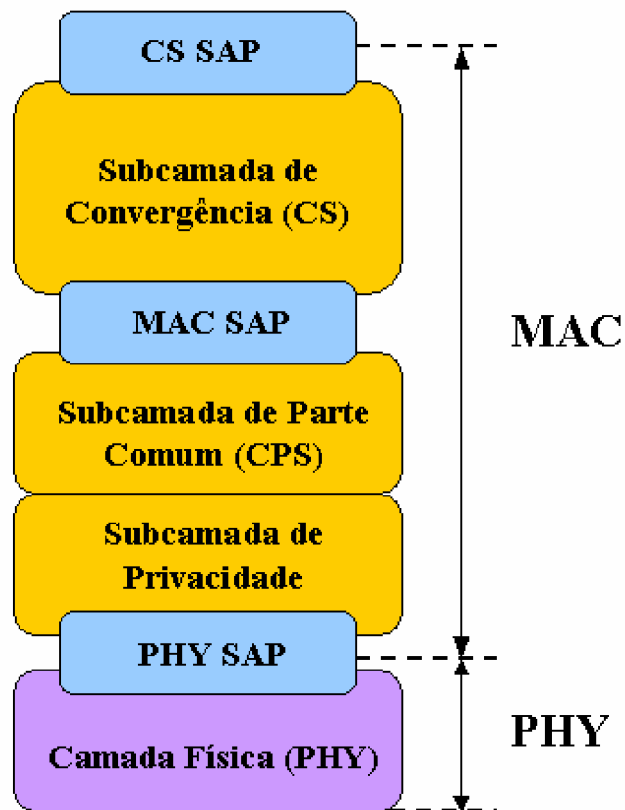 CS SAP
Subcamada de
Convergência (CS)
MAC SAP
MAC
Subcamada de Parte
Comum (CPS)
Subcamada de
Privacidade
PHY SAP
PHY
Camada Física (PHY)